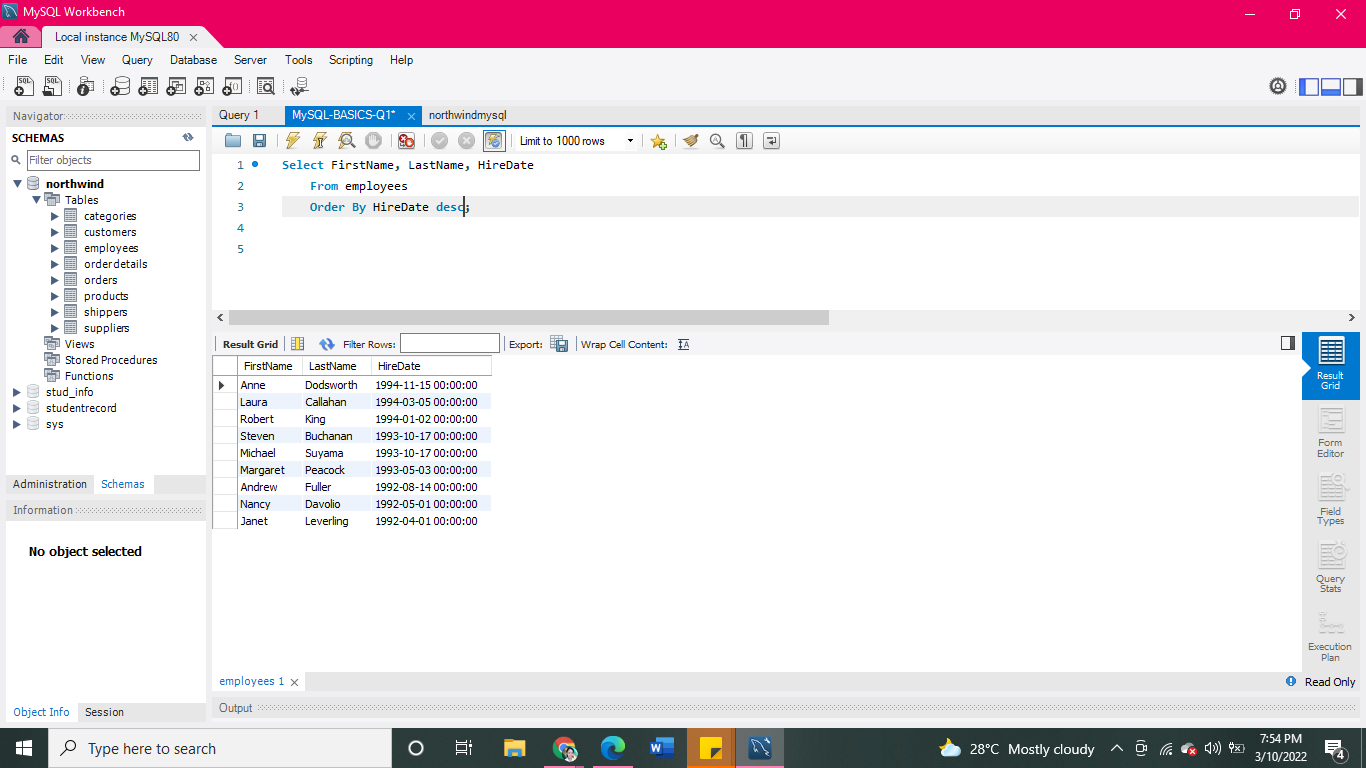 MySQL Workbench
Local instance MySQL80
File Edit View Query Database Server Tools Scripting Help
Navigator
SCHEMAS
Filter objects
northwind
Tables
categories
customers
employees
orderdetails
orders
products
shippers
suppliers
Views
Stored Procedures
Functions
stud_info
studentrecord
sys
Administration Schemas
Information
No object selected
Object Info Session
Query 1 MySQL-BASICS-Q1* northwindmysql
Limit to 1000 rows
1 Select FirstName, LastName, HireDate
2 From employees
3 Order By HireDate desc;
4
5
Result Grid Filter Rows: Export: Wrap Cell Content:
FirstName LastName HireDate
Anne Dodsworth 1994-11-15 00:00:00
Laura Callahan 1994-03-05 00:00:00
Robert King 1994-01-02 00:00:00
Steven Buchanan 1993-10-17 00:00:00
Michael Suyama 1993-10-17 00:00:00
Margaret Peacock 1993-05-03 00:00:00
Andrew Fuller 1992-08-14 00:00:00
Nancy Davolio 1992-05-01 00:00:00
Janet Leverling 1992-04-01 00:00:00
Result
Grid
Form
Editor
Field
Types
Query
Stats
Execution
Plan
employees 1
Read Only
Output
Type here to search
28°C Mostly cloudy
7:54 PM
3/10/2022
4